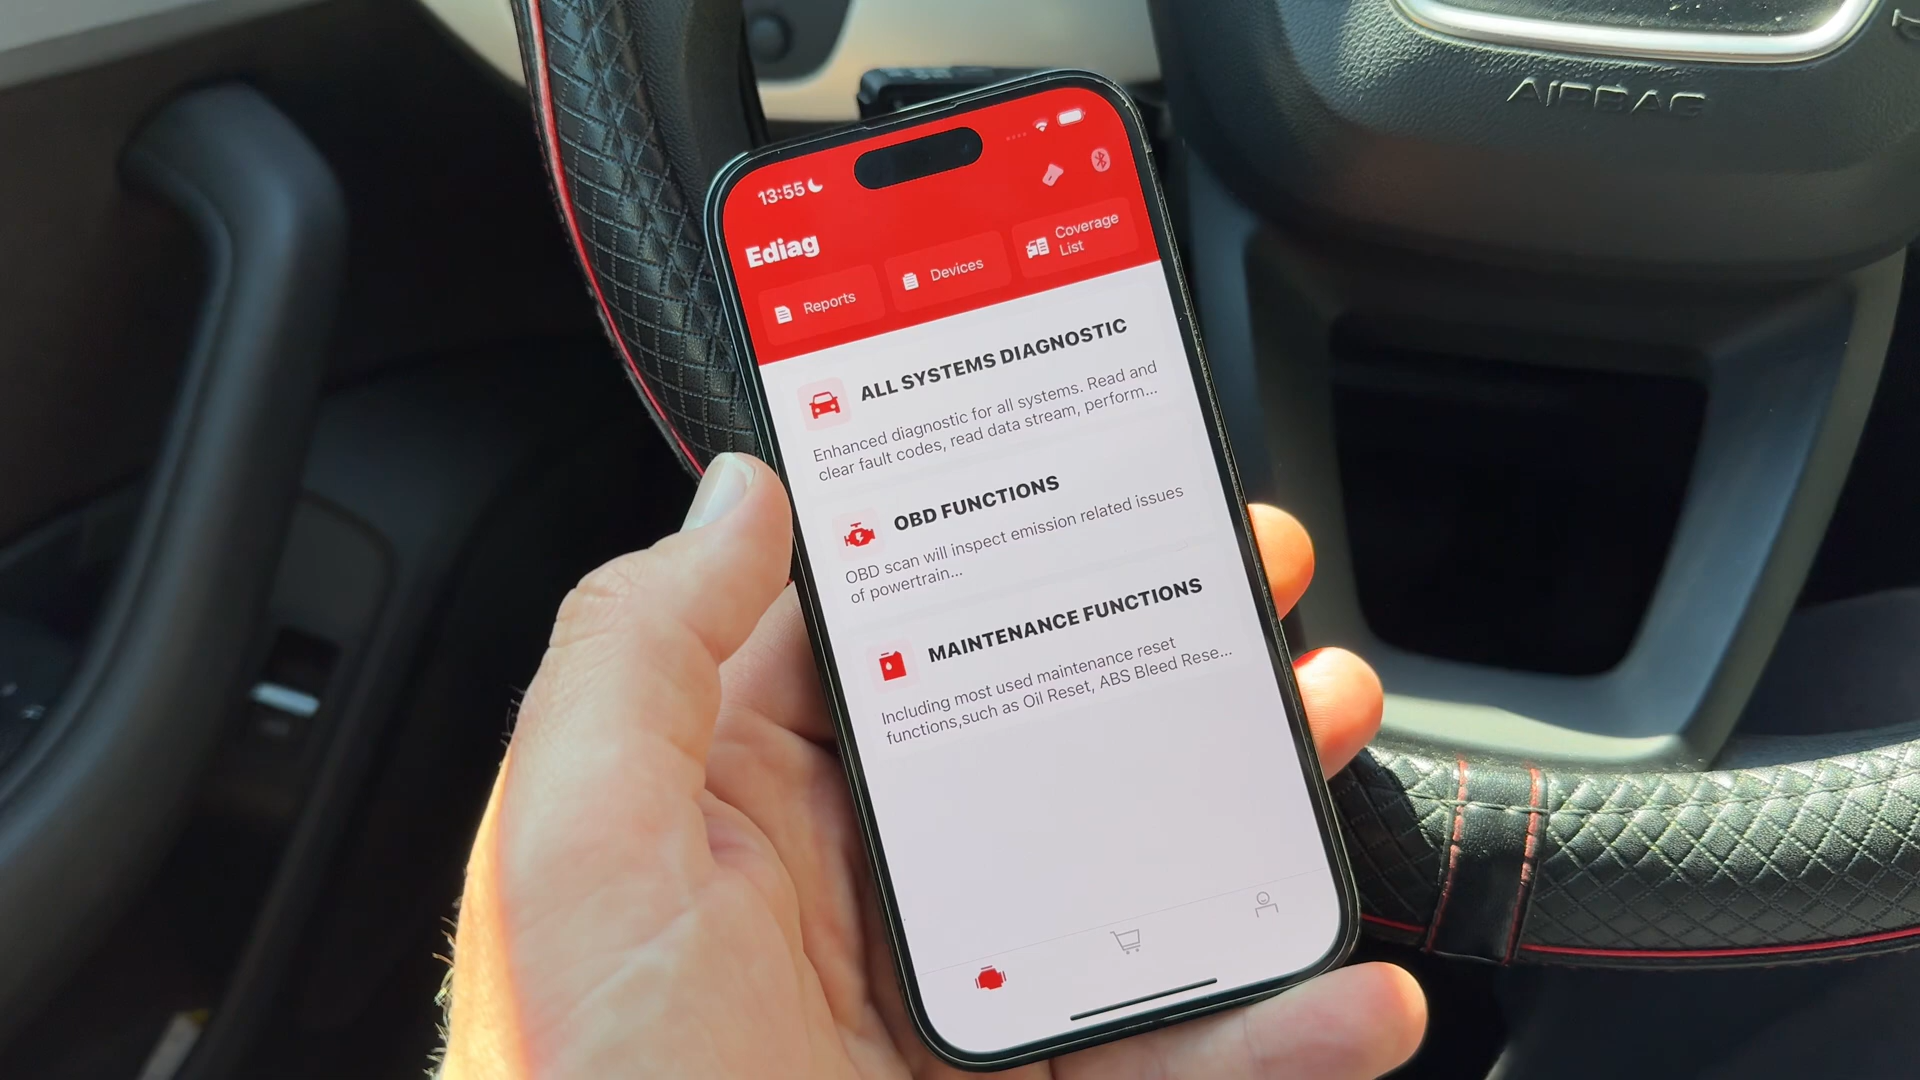 AIRBAG
13:55
Ediag
Reports
Devices
Coverage
List
ALL SYSTEMS DIAGNOSTIC
Enhanced diagnostic for all systems. Read and
clear fault codes, read data stream, perform...
OBD FUNCTIONS
OBD scan will inspect emission related issues
of powertrain...
MAINTENANCE FUNCTIONS
Including most used maintenance reset
functions,such as Oil Reset, ABS Bleed Rese...